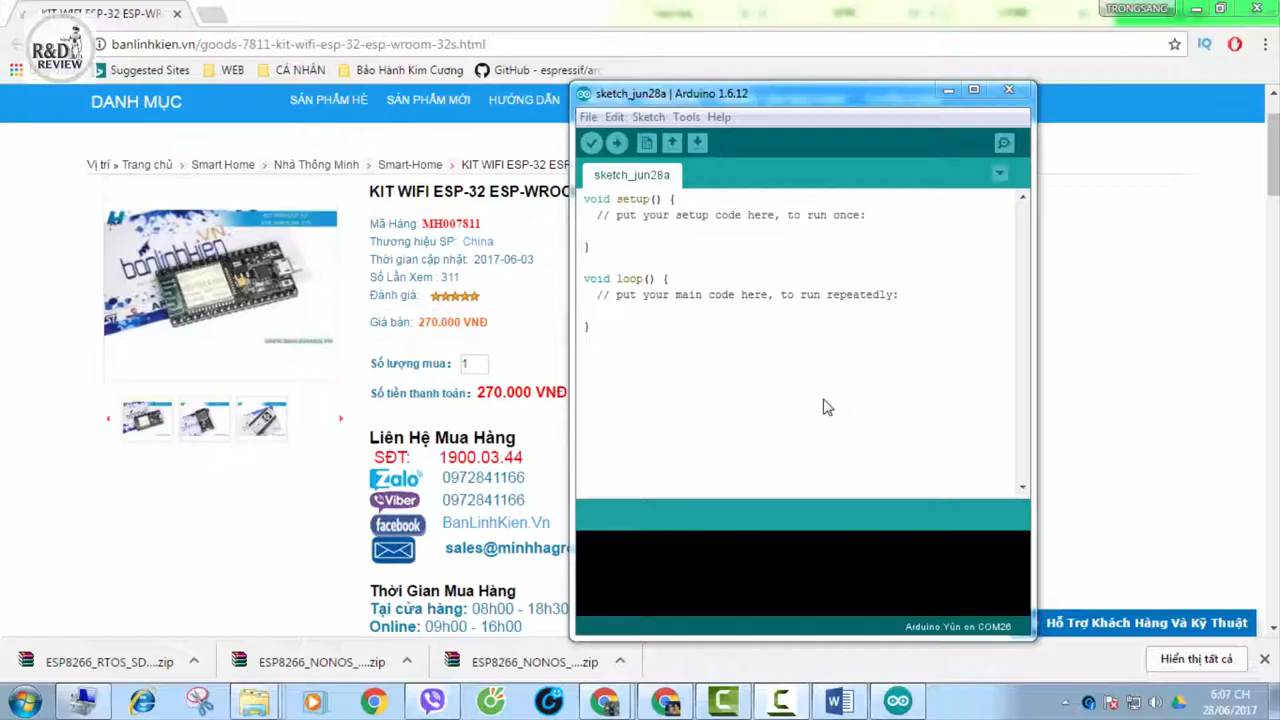 KIT WIFI ESP-32 ESP-WR
TRONGSANG
R&D
REVIEW
banlinhkien.vn/goods-7811-kit-wifi-esp-32-esp-wroom-32s.html
Suggested Sites WEB CÁ NHÂN Bảo Hành Kim Cương GitHub - espressif/ar
DANH MỤC SẢN PHẨM HÈ SẢN PHẨM MỚI HƯỚNG DẪN
Vị trí » Trang chủ › Smart Home › Nhà Thông Minh › Smart-Home › KIT WIFI ESP-32 ESP
KIT WIFI ESP-32 ESP-WROO
Mã Hàng: MH007811
Thương hiệu SP: China
Thời gian cập nhật: 2017-06-03
Số Lần Xem : 311
Đánh giá:
Giá bán: 270.000 VNĐ
Số lượng mua: 1
Số tiền thanh toán: 270.000 VNĐ
banlinhkien.vn
Liên Hệ Mua Hàng
SĐT: 1900.03.44
Zalo 0972841166
Viber 0972841166
facebook BanLinhKien.Vn
sales@minhhagr
Thời Gian Mua Hàng
Tại cửa hàng: 08h00 - 18h30
Online: 09h00 - 16h00
sketch_jun28a | Arduino 1.6.12
File Edit Sketch Tools Help
sketch_jun28a
void setup() {
// put your setup code here, to run once:
}
void loop() {
// put your main code here, to run repeatedly:
}
Arduino Yún en COM26
Hỗ Trợ Khách Hàng Và Kỹ Thuật
ESP8266_RTOS_SD....zip ESP8266_NONOS_....zip ESP8266_NONOS_....zip Hiển thị tất cả
6:07 CH
28/06/2017